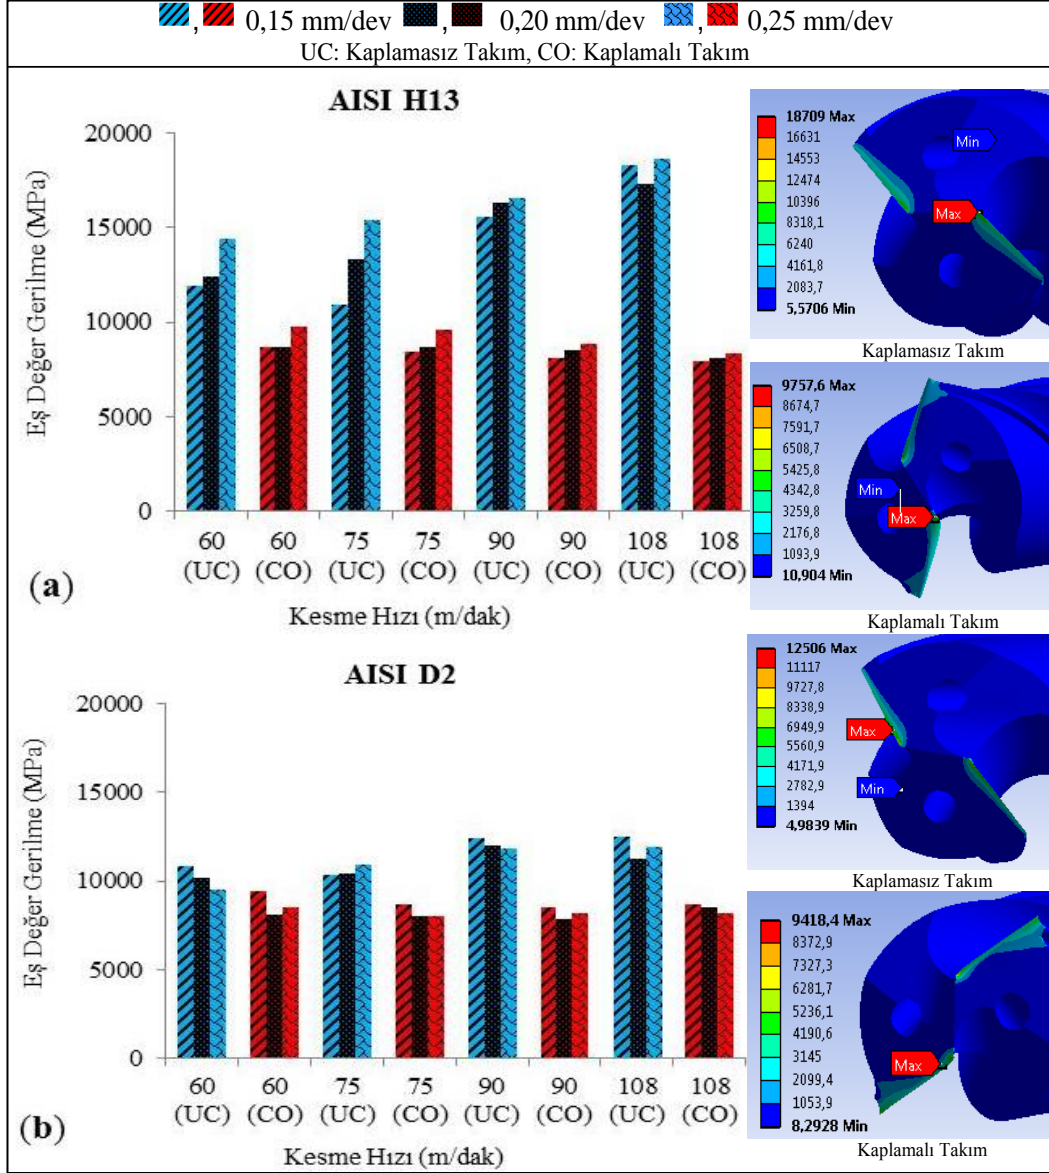 , 0,15 mm/dev , 0,20 mm/dev , 0,25 mm/dev
UC: Kaplamasız Takım, CO: Kaplamalı Takım
AISI H13
Eş Değer Gerilme (MPa)
20000
15000
10000
5000
0
60 60 75 75 90 90 108 108
(UC) (CO) (UC) (CO) (UC) (CO) (UC) (CO)
(a)
Kesme Hızı (m/dak)
18709 Max
16631
14553
12474
10396
8318,1
6240
4161,8
2083,7
5,5706 Min
Min
Max
Kaplamasız Takım
9757,6 Max
8674,7
7591,7
6508,7
5425,8
4342,8
3259,8
2176,8
1093,9
10,904 Min
Min
Max
Kaplamalı Takım
AISI D2
Eş Değer Gerilme (MPa)
20000
15000
10000
5000
0
60 60 75 75 90 90 108 108
(UC) (CO) (UC) (CO) (UC) (CO) (UC) (CO)
(b)
Kesme Hızı (m/dak)
12506 Max
11117
9727,8
8338,9
6949,9
5560,9
4171,9
2782,9
1394
4,9839 Min
Max
Min
Kaplamasız Takım
9418,4 Max
8372,9
7327,3
6281,7
5236,1
4190,6
3145
2099,4
1053,9
8,2928 Min
Max
Kaplamalı Takım